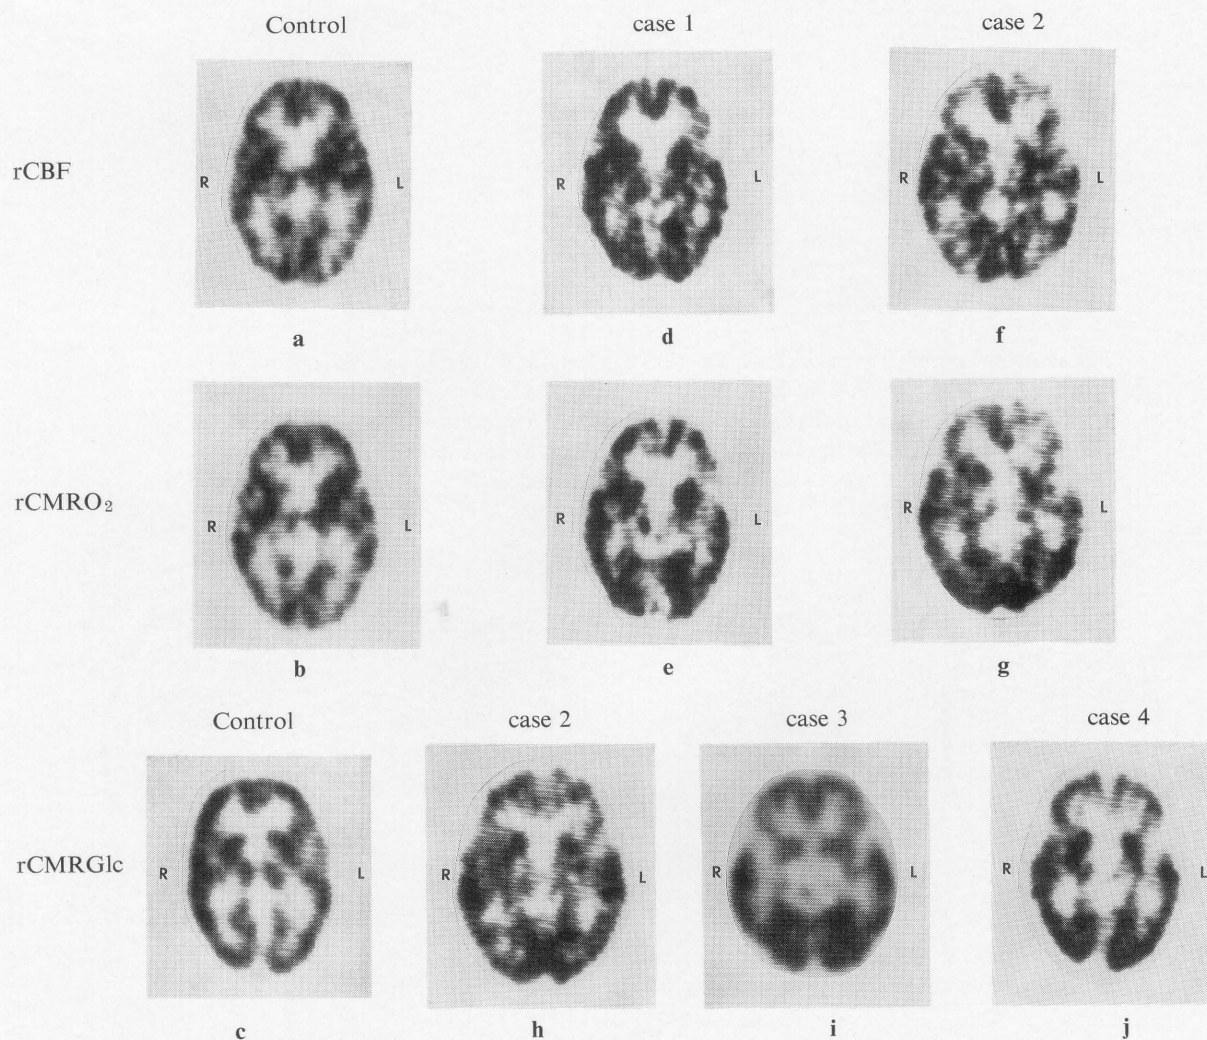 Control case 1 case 2
rCBF
R L R L R L
a d f
rCMRO₂
R L R L R L
b e g
Control case 2 case 3 case 4
rCMRGlc
R L R L R L R L
c h i j